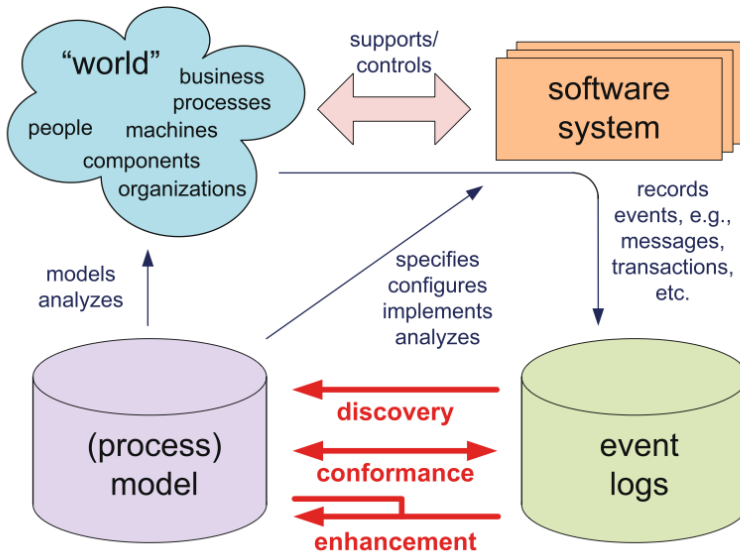 “world”
business
processes
people
machines
components
organizations
supports/
controls
software
system
records
events, e.g.,
messages,
transactions,
etc.
models
analyzes
specifies
configures
implements
analyzes
(process)
model
discovery
conformance
enhancement
event
logs